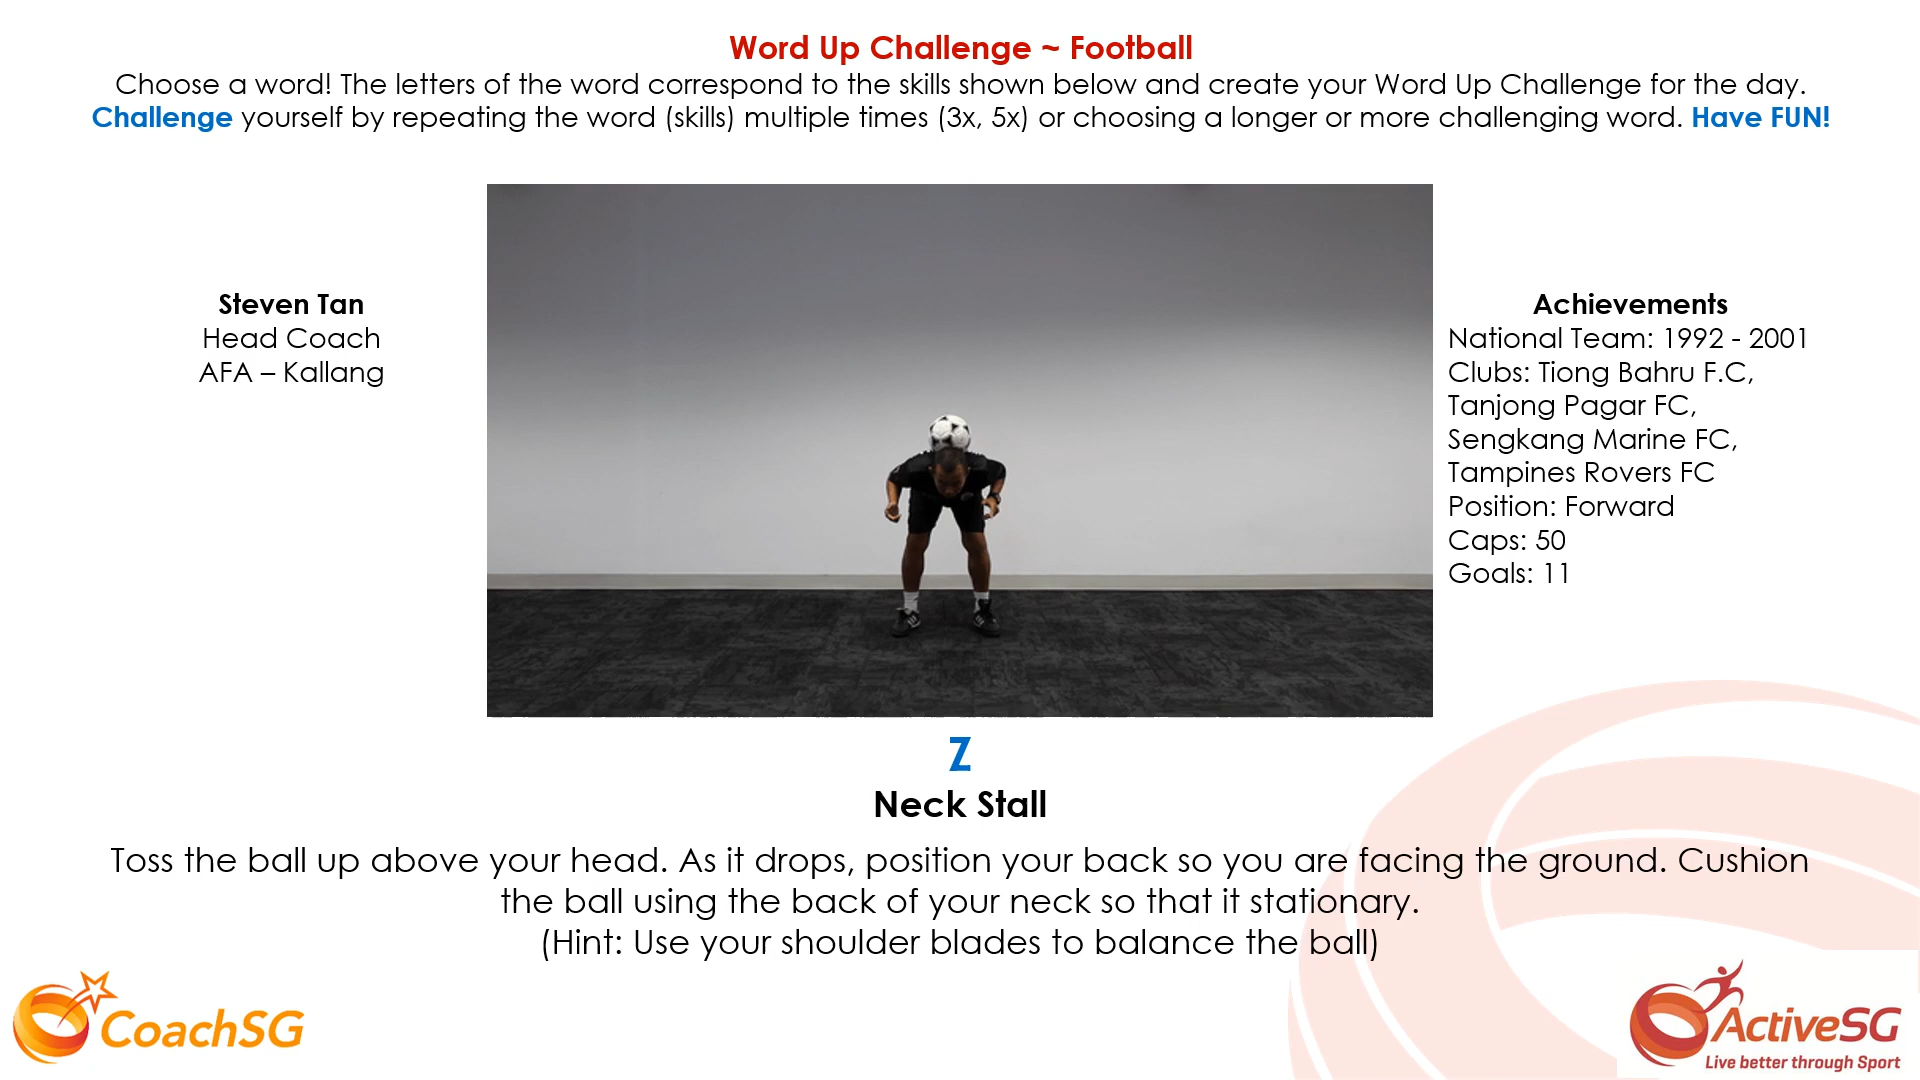 Word Up Challenge ~ Football
Choose a word! The letters of the word correspond to the skills shown below and create your Word Up Challenge for the day.
Challenge yourself by repeating the word (skills) multiple times (3x, 5x) or choosing a longer or more challenging word. Have FUN!
Steven Tan
Head Coach
AFA – Kallang
Achievements
National Team: 1992 - 2001
Clubs: Tiong Bahru F.C,
Tanjong Pagar FC,
Sengkang Marine FC,
Tampines Rovers FC
Position: Forward
Caps: 50
Goals: 11
Z
Neck Stall
Toss the ball up above your head. As it drops, position your back so you are facing the ground. Cushion
the ball using the back of your neck so that it stationary.
(Hint: Use your shoulder blades to balance the ball)
CoachSG
ActiveSG
Live better through Sport